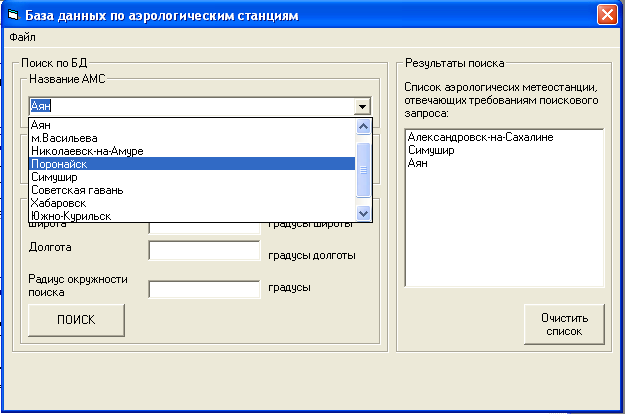 База данных по аэрологическим станциям
Файл
Поиск по БД
Название АМС
Аян
Аян
м.Васильева
Николаевск-на-Амуре
Поронайск
Симушир
Советская гавань
Хабаровск
Южно-Курильск
широта
градусы широты
Долгота
градусы долготы
Радиус окружности
поиска
градусы
ПОИСК
Результаты поиска
Список аэрологиесих метеостанции,
отвечающих требованиям поискового
запроса:
Александровск-на-Сахалине
Симушир
Аян
Очистить
список